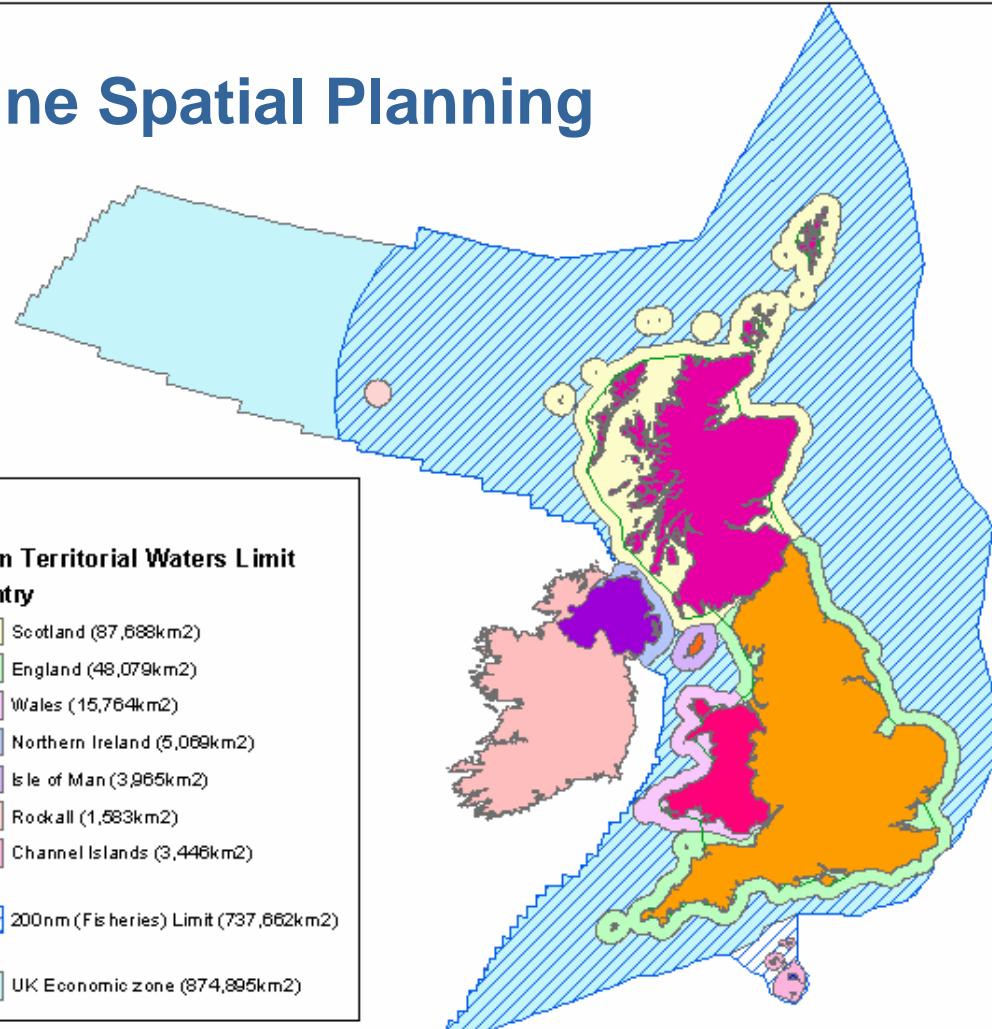 ne Spatial Planning
n Territorial Waters Limit
ntry
Scotland (87,688km2)
England (48,079km2)
Wales (15,764km2)
Northern Ireland (5,069km2)
Isle of Man (3,965km2)
Rockall (1,583km2)
Channel Islands (3,446km2)
200nm (Fisheries) Limit (737,662km2)
UK Economic zone (874,895km2)